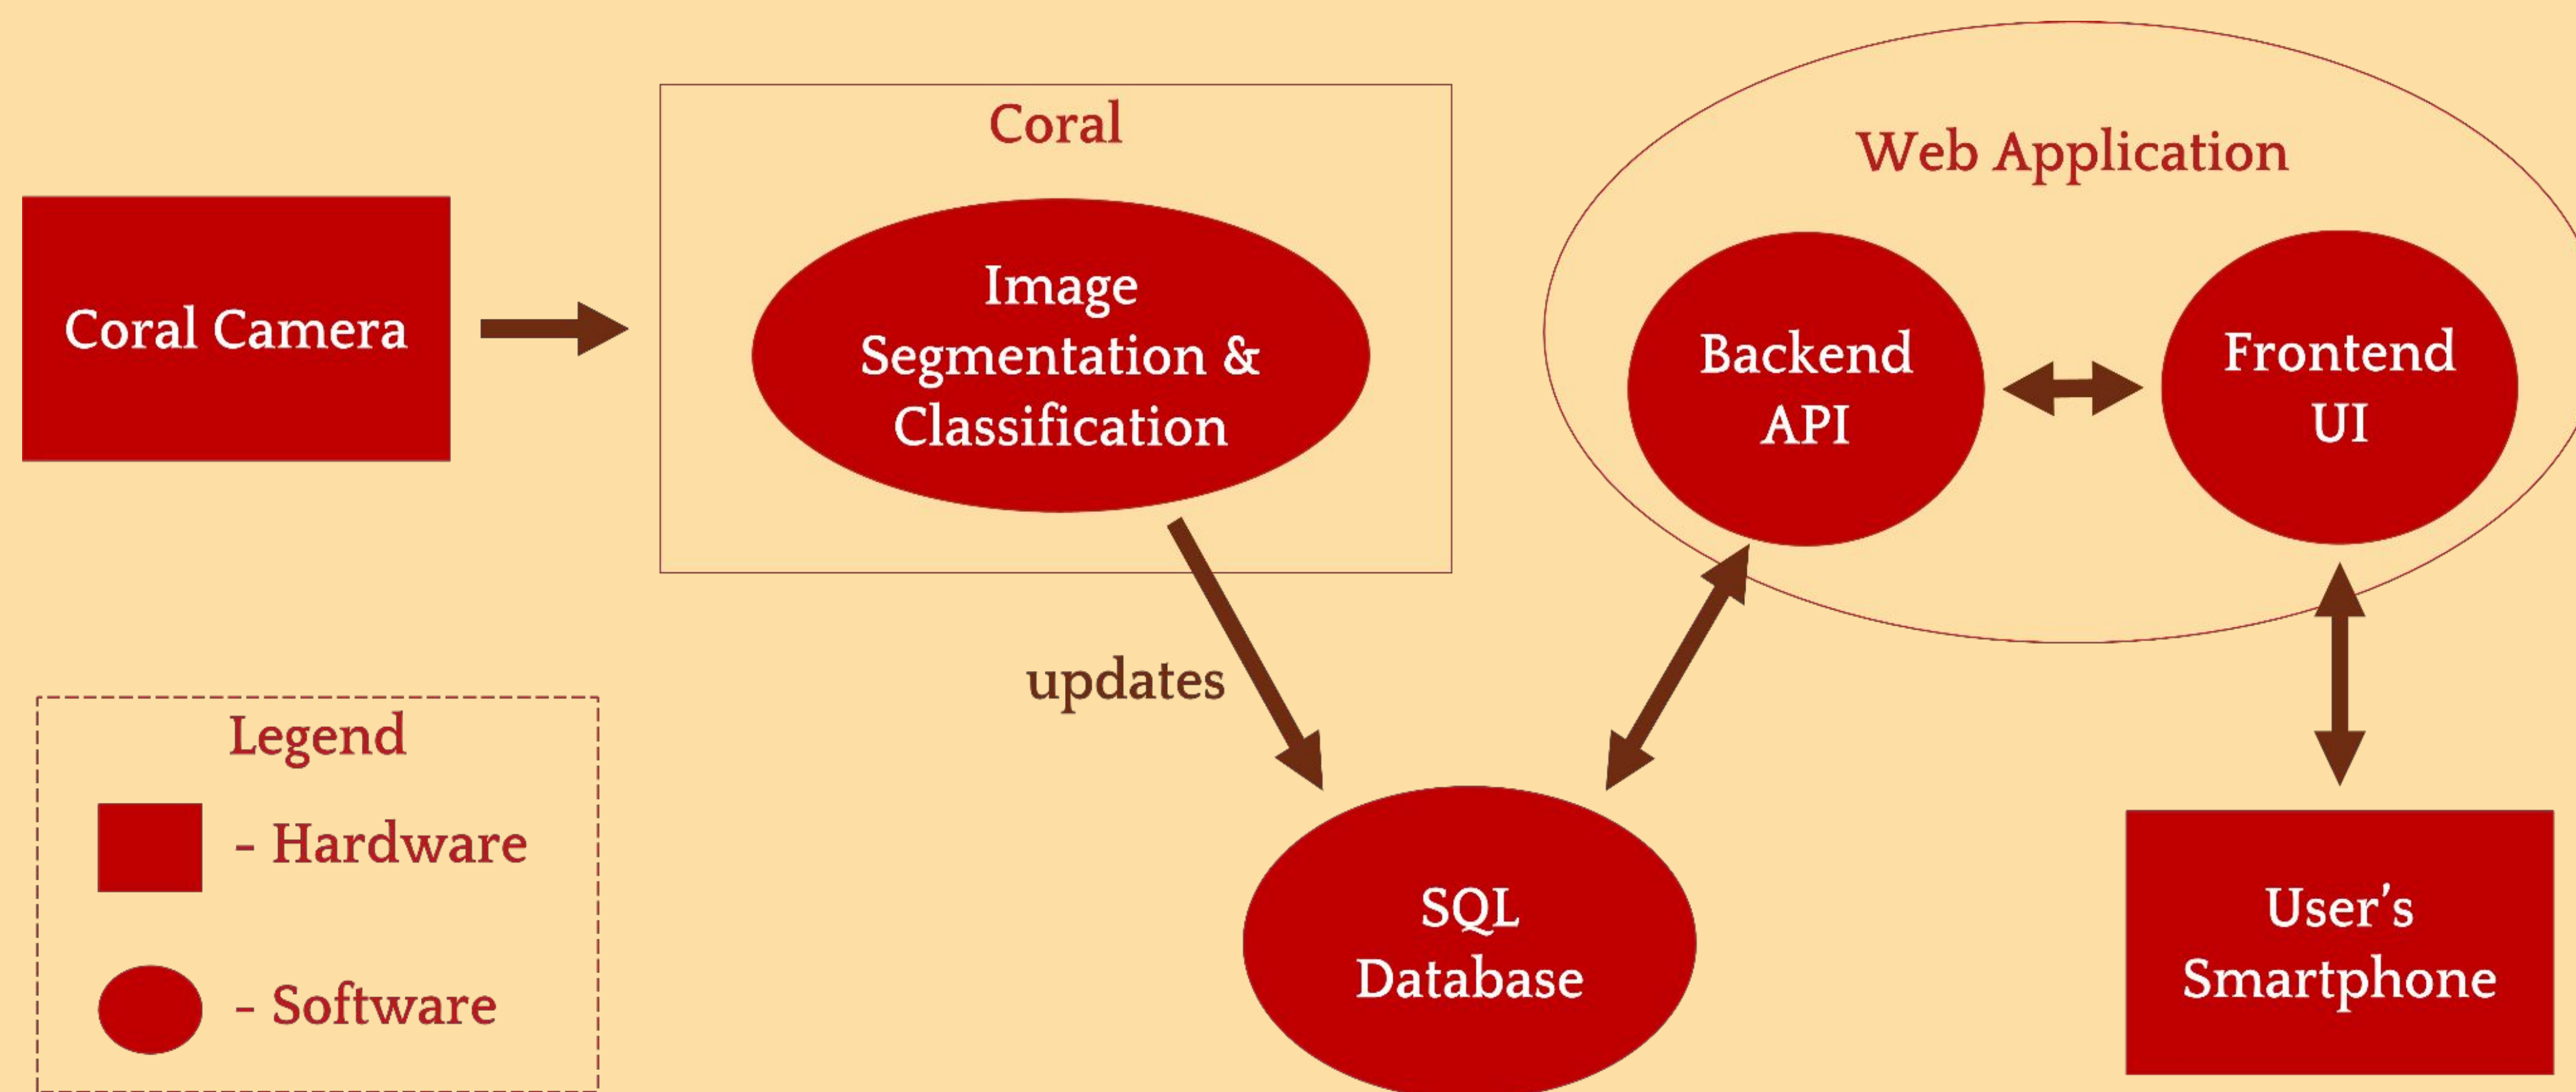 Coral Camera
Coral
Image
Segmentation &
Classification
Web Application
Backend
API
Frontend
UI
updates
SQL
Database
User's
Smartphone
Legend
- Hardware
- Software